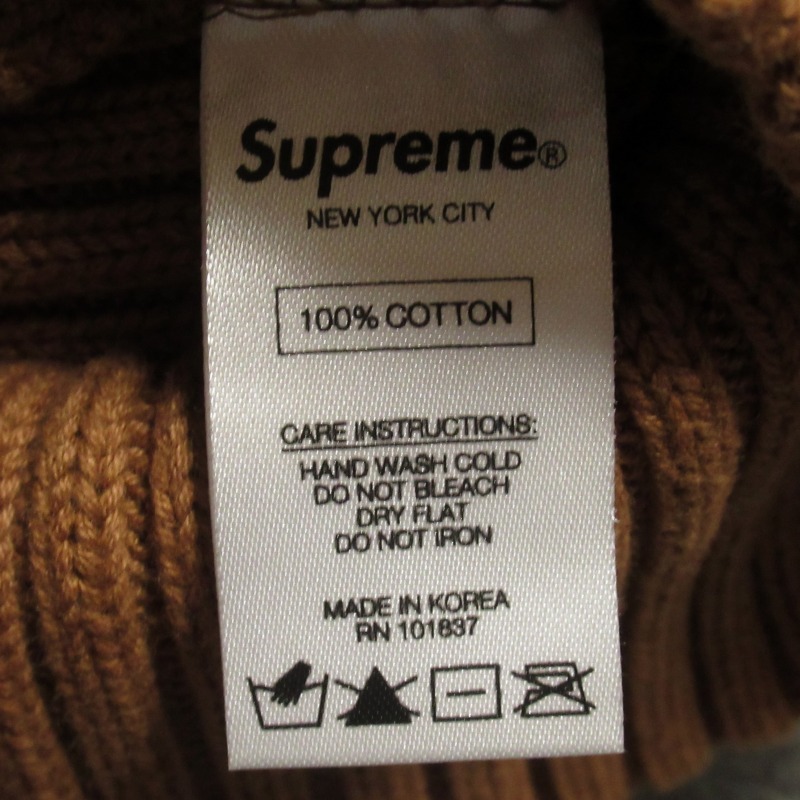 Supreme®
NEW YORK CITY
100% COTTON
CARE INSTRUCTIONS:
HAND WASH COLD
DO NOT BLEACH
DRY FLAT
DO NOT IRON
MADE IN KOREA
RN 101837